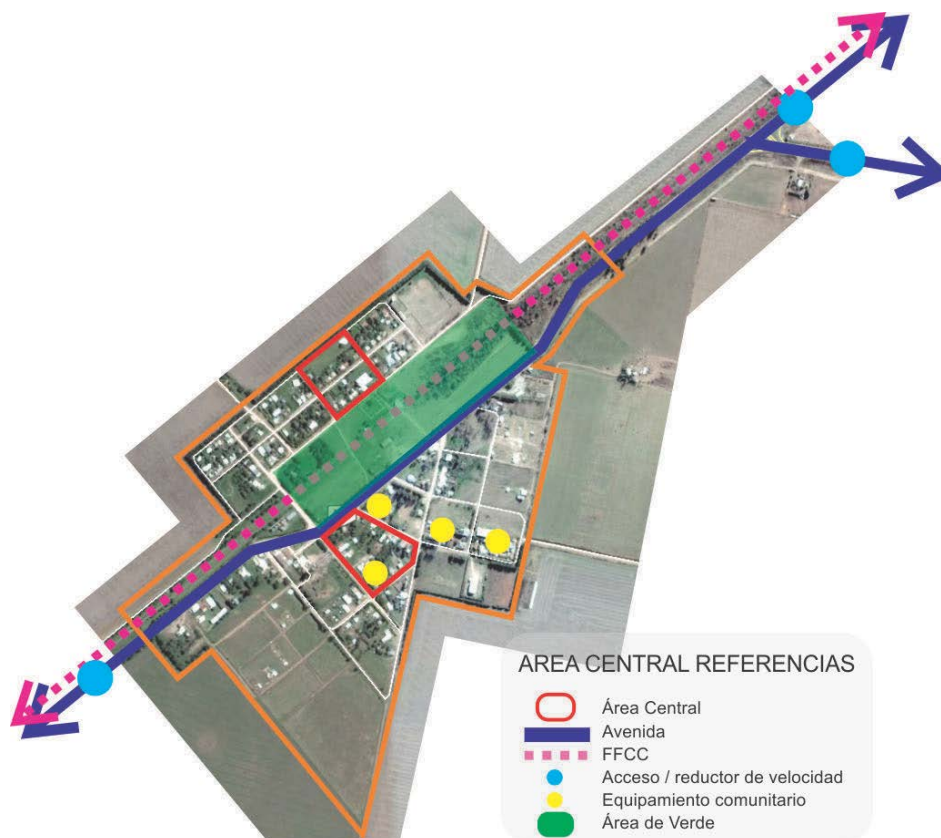 AREA CENTRAL REFERENCIAS
Área Central
Avenida
FFCC
Acceso / reductor de velocidad
Equipamiento comunitario
Área de Verde